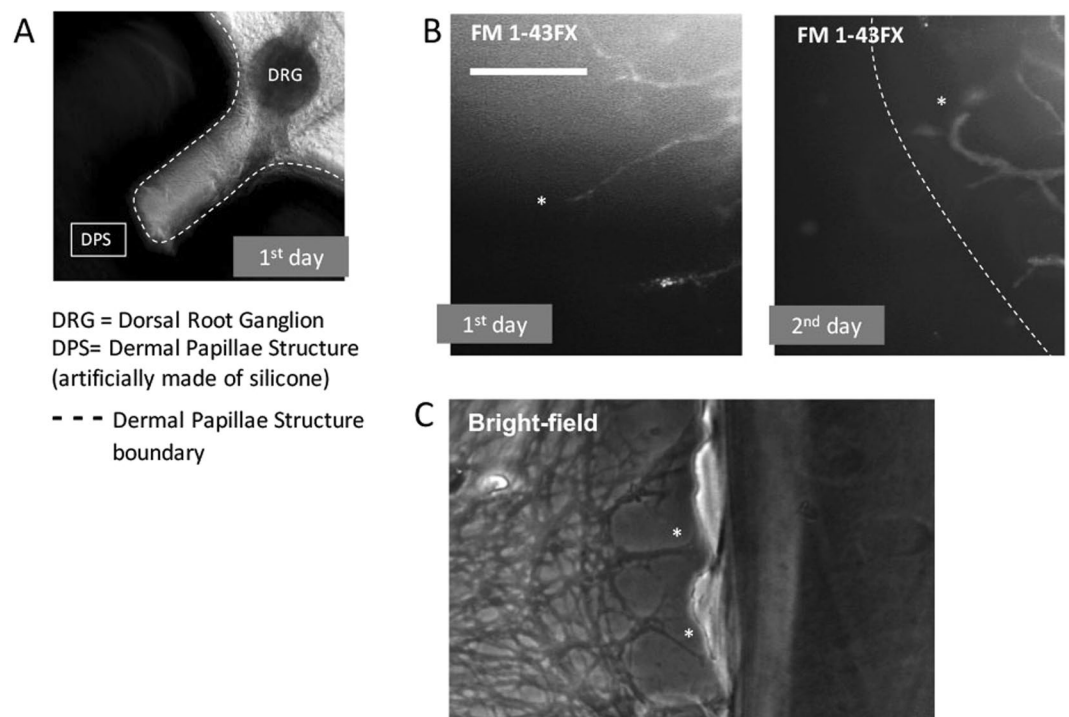 A
DRG
DPS
1st day
DRG = Dorsal Root Ganglion
DPS= Dermal Papillae Structure
(artificially made of silicone)
Dermal Papillae Structure
boundary
B
FM 1-43FX
*
1st day
FM 1-43FX
*
2nd day
C
Bright-field
*
*